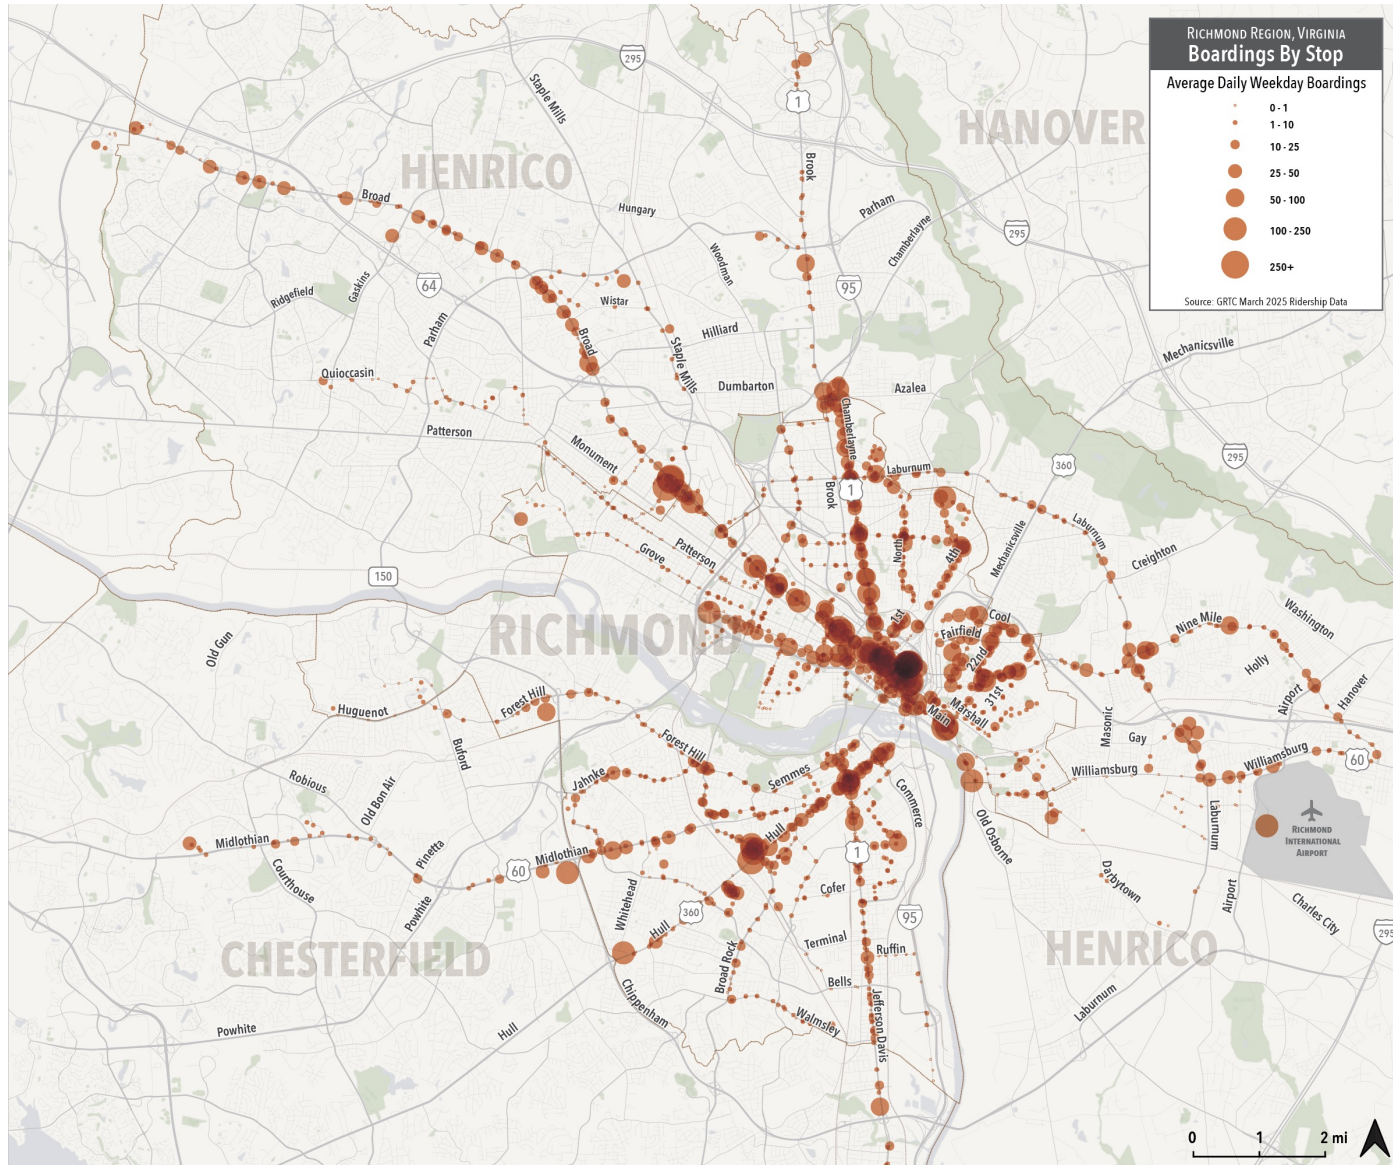 RICHMOND REGION, VIRGINIA
Boardings By Stop
Average Daily Weekday Boardings
0 - 1
1 - 10
10 - 25
25 - 50
50 - 100
100 - 250
250+
Source: GRTC March 2025 Ridership Data
295
Staple Mills
1
HANOVER
HENRICO
Brook
Broad
Hungary
Parham
Chamberlayne
295
Woodman
64
95
Gaskins
Ridgefield
Wistar
Parham
Broad
Hilliard
Staple Mills
Mechanicsville
Quioccasin
Dumbarton
Azalea
Chamberlayne
Patterson
Monument
295
360
Laburnum
1
Brook
Laburnum
Mechanicsville
North
4th
Patterson
Grove
Creighton
150
RICHMOND
1st
Cool
Fairfield
22nd
Nine Mile
Washington
Old Gun
Holly
31st
Airport
Hanover
Forest Hill
Huguenot
Marshall
Main
Masonic
Gay
Buford
Forest Hill
Williamsburg
60
Williamsburg
Semmes
Jahnke
Robious
Old Bon Air
Commerce
Laburnum
Old Osborne
RICHMOND
INTERNATIONAL
AIRPORT
Midlothian
Hull
Pinetta
Midlothian
60
1
Courthouse
Darbytown
Cofer
Whitehead
Powhite
360
Airport
Charles City
95
295
Hull
Terminal
Ruffin
HENRICO
CHESTERFIELD
Broad Rock
Bells
Chippenham
Laburnum
Jefferson Davis
Walmsley
Powhite
Hull
0 1 2 mi